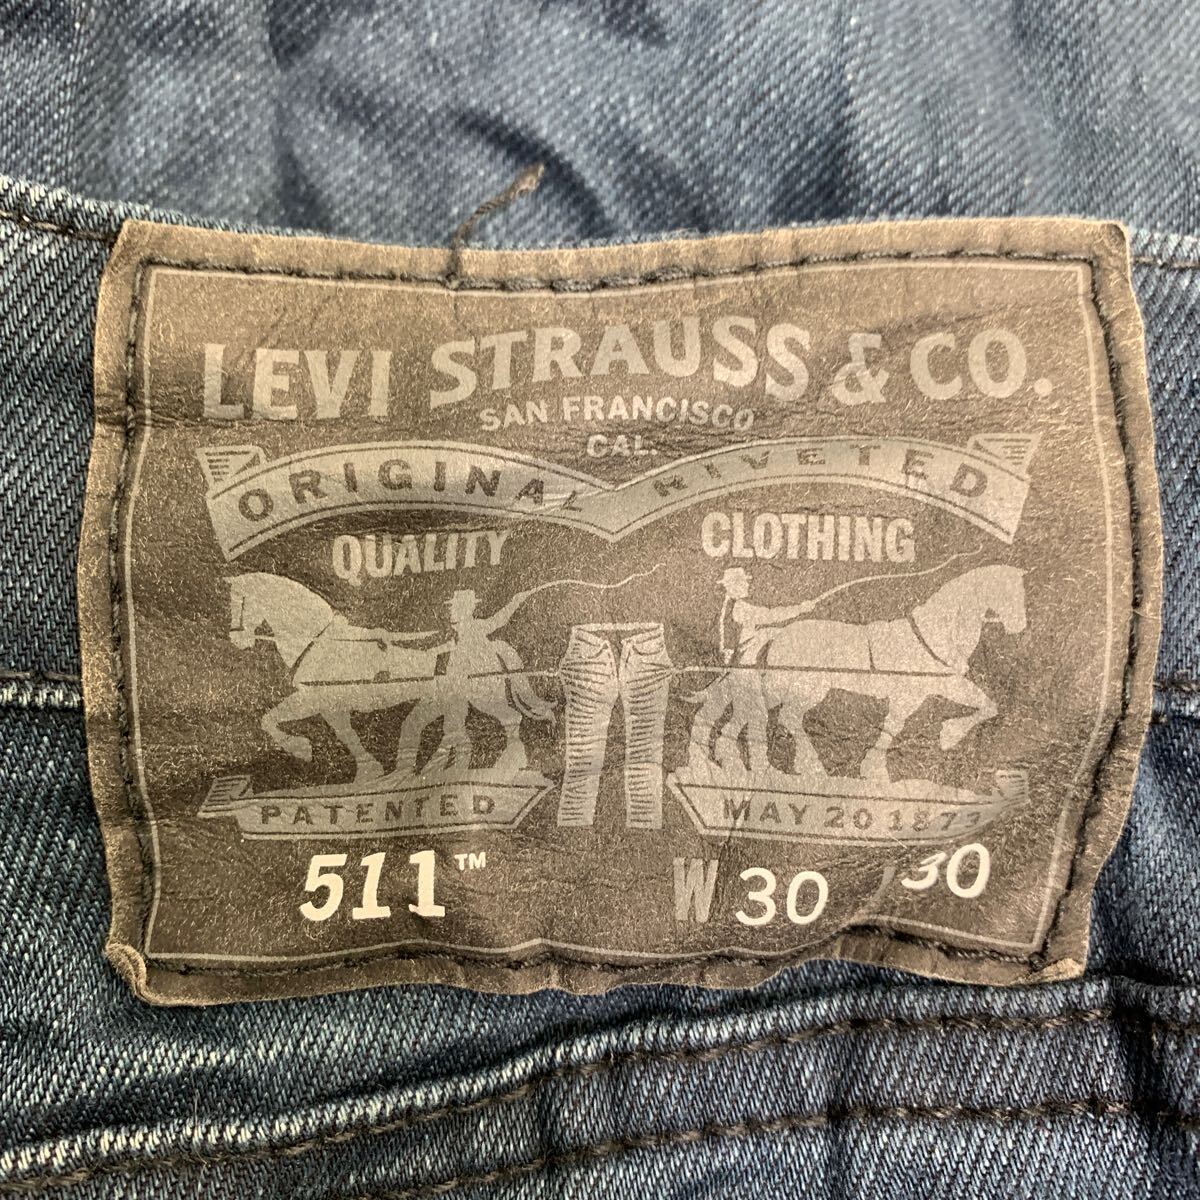 LEVI STRAUSS & CO.
SAN FRANCISCO
CAL.
ORIGINAL RIVETED
QUALITY CLOTHING
PATENTED MAY 20 1873
511™ W 30 30